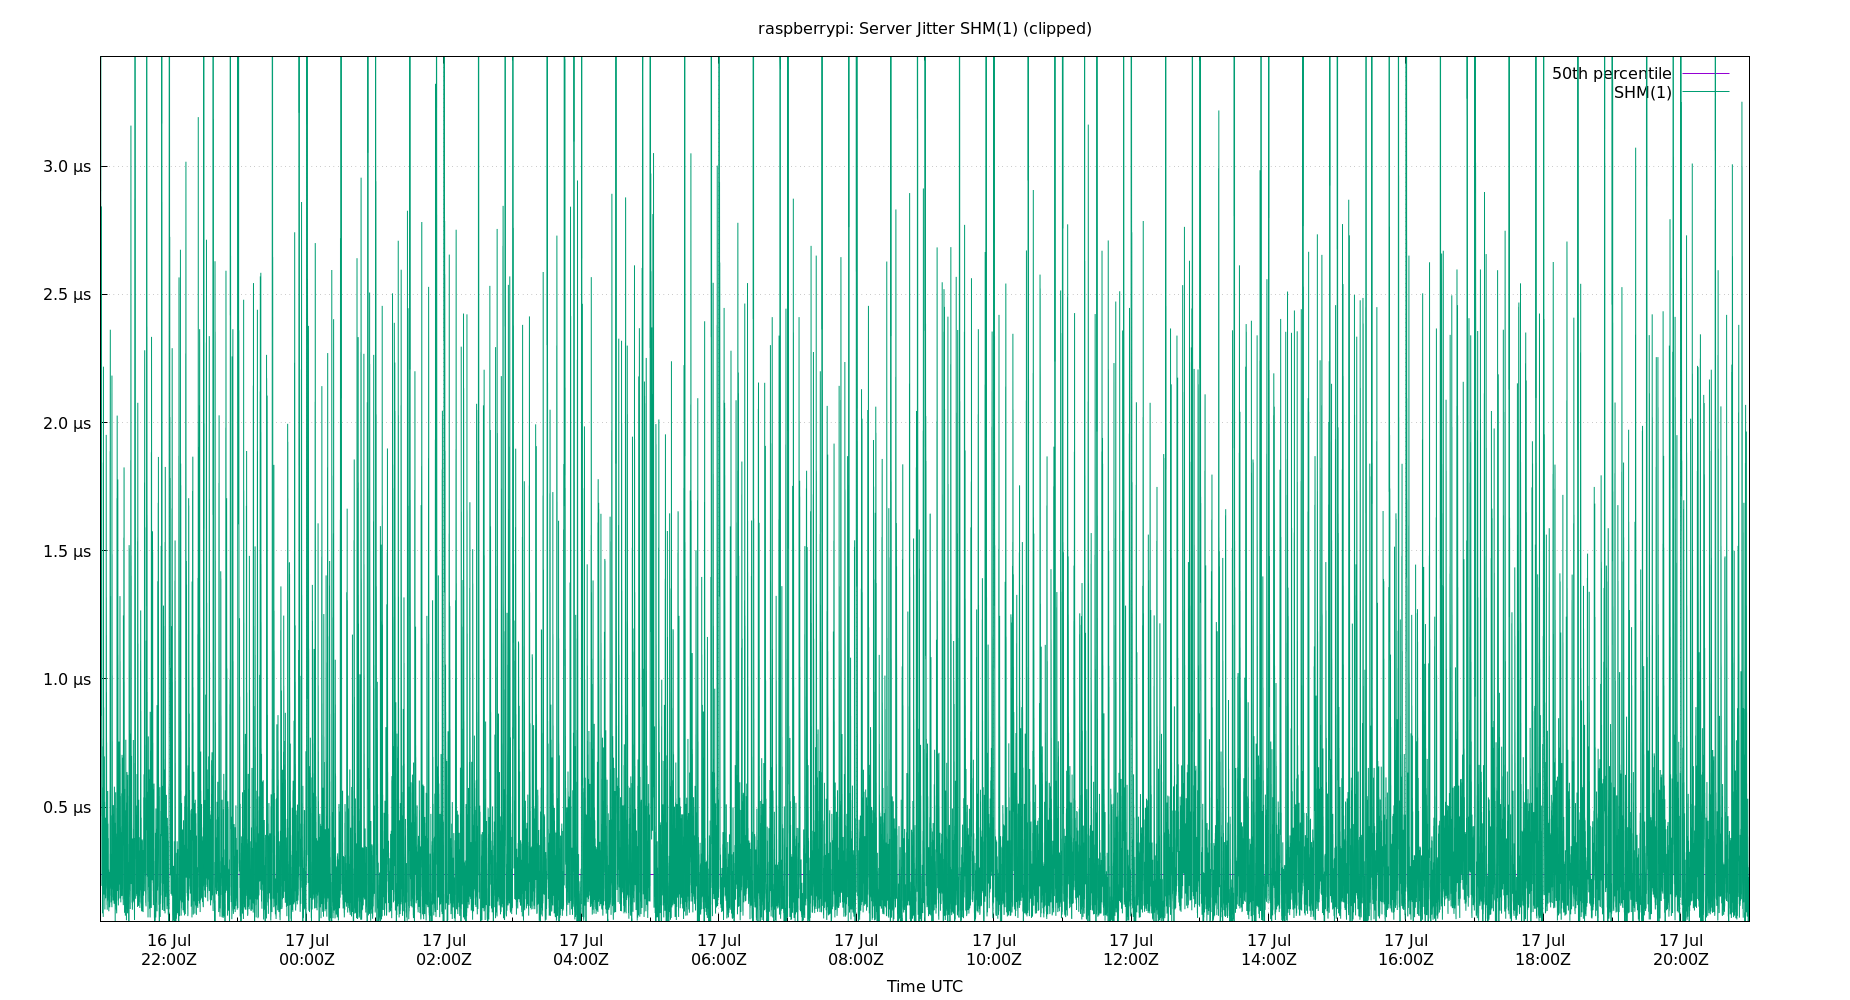 raspberrypi: Server Jitter SHM(1) (clipped)
50th percentile
SHM(1)
3.0 µs
2.5 µs
2.0 µs
1.5 µs
1.0 µs
0.5 µs
16 Jul 17 Jul 17 Jul 17 Jul 17 Jul 17 Jul 17 Jul 17 Jul 17 Jul 17 Jul 17 Jul 17 Jul
22:00Z 00:00Z 02:00Z 04:00Z 06:00Z 08:00Z 10:00Z 12:00Z 14:00Z 16:00Z 18:00Z 20:00Z
Time UTC